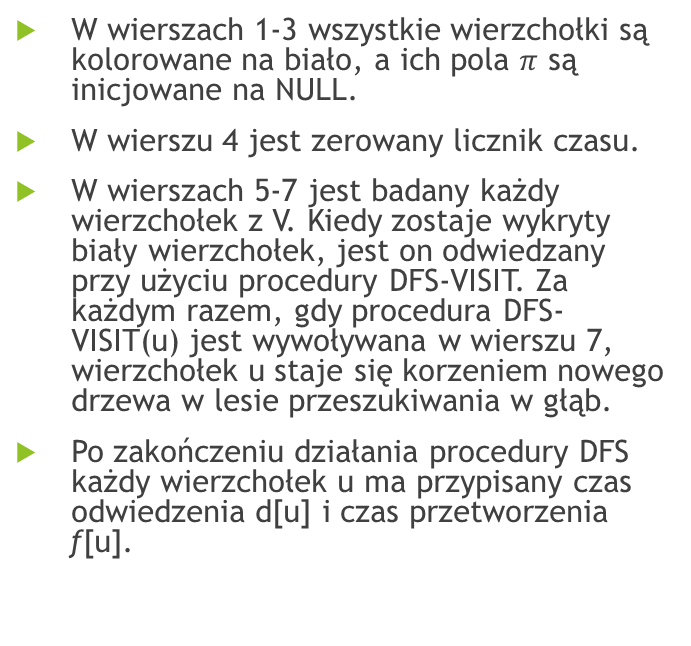 W wierszach 1-3 wszystkie wierzchołki są
kolorowane na biało, a ich pola π są
inicjowane na NULL.
W wierszu 4 jest zerowany licznik czasu.
W wierszach 5-7 jest badany każdy
wierzchołek z V. Kiedy zostaje wykryty
biały wierzchołek, jest on odwiedzany
przy użyciu procedury DFS-VISIT. Za
każdym razem, gdy procedura DFS-
VISIT(u) jest wywoływana w wierszu 7,
wierzchołek u staje się korzeniem nowego
drzewa w lesie przeszukiwania w głąb.
Po zakończeniu działania procedury DFS
każdy wierzchołek u ma przypisany czas
odwiedzenia d[u] i czas przetworzenia
f[u].